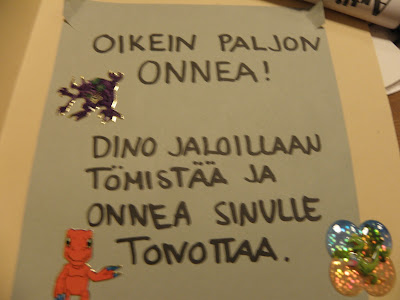 OIKEIN PALJON
ONNEA!
DINO JALOILLAAN
TÖMISTÄÄ JA
ONNEA SINULLE
TOIVOTTAA.